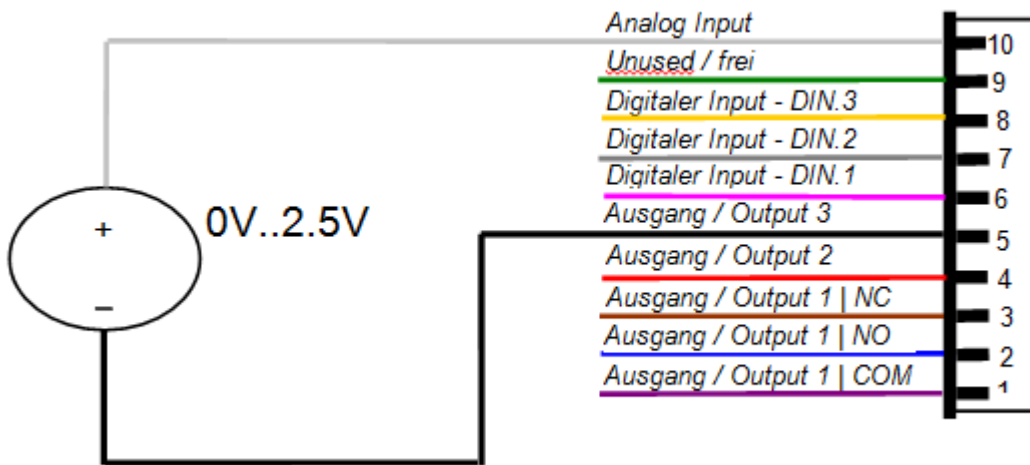 Analog Input
10
Unused / frei
9
Digitaler Input - DIN.3
8
Digitaler Input - DIN.2
7
Digitaler Input - DIN.1
6
+
0V..2.5V
Ausgang / Output 3
5
Ausgang / Output 2
4
–
Ausgang / Output 1 | NC
3
Ausgang / Output 1 | NO
2
Ausgang / Output 1 | COM
1